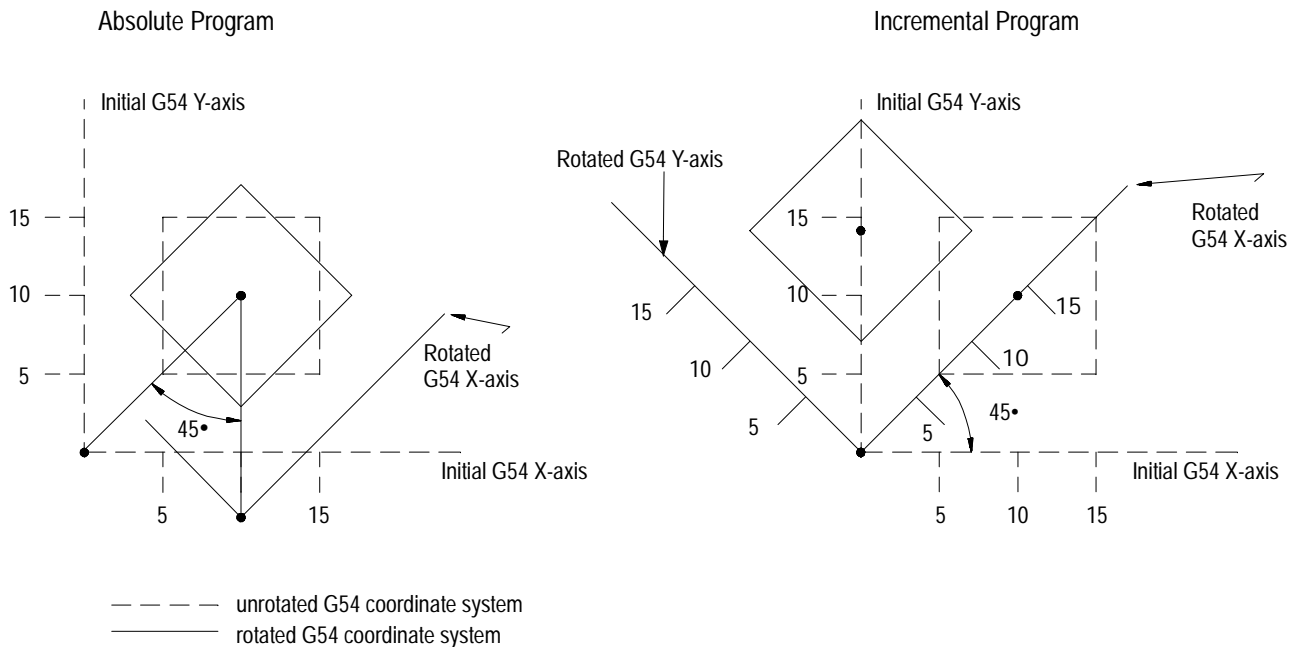 Absolute Program
Initial G54 Y-axis
15
10
5
45•
Rotated
G54 X-axis
Initial G54 X-axis
5
15
Incremental Program
Initial G54 Y-axis
Rotated G54 Y-axis
Rotated
G54 X-axis
15
10
5
15
10
5
15
10
5
45•
Initial G54 X-axis
5
10
15
unrotated G54 coordinate system
rotated G54 coordinate system